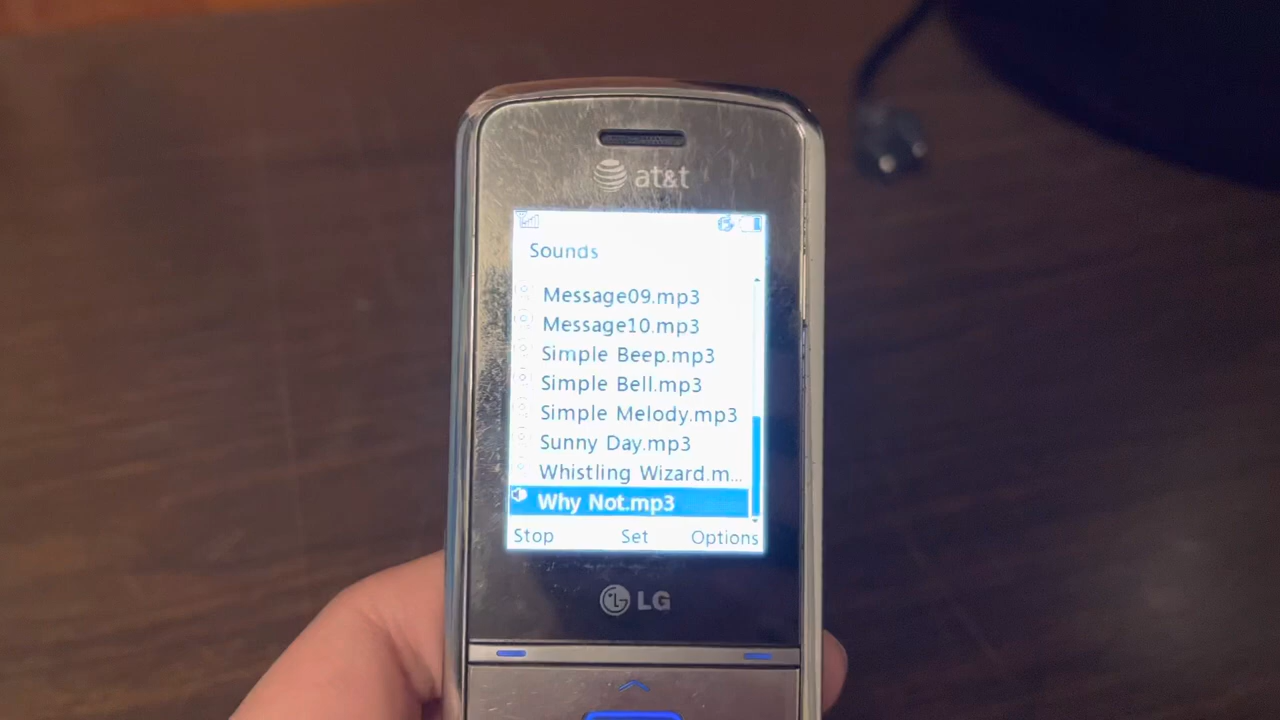 at&t
Sounds
Message09.mp3
Message10.mp3
Simple Beep.mp3
Simple Bell.mp3
Simple Melody.mp3
Sunny Day.mp3
Whistling Wizard.m...
Why Not.mp3
Stop Set Options
LG